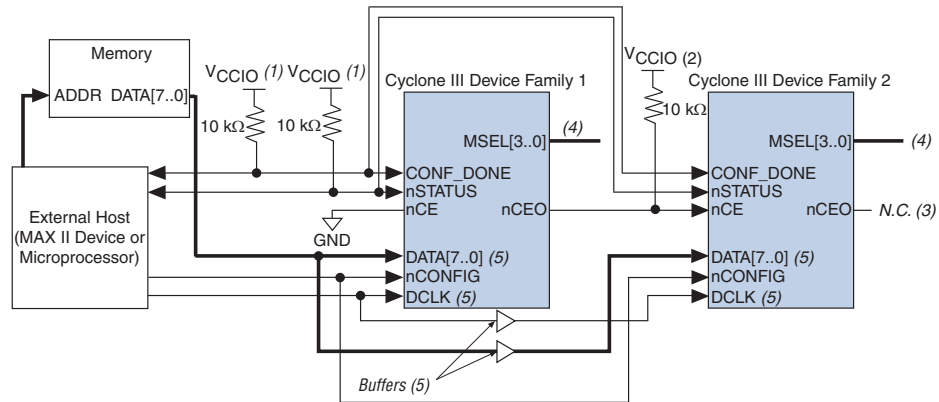 Memory
ADDR DATA[7..0]
VCCIO (1) VCCIO (1)
10 kΩ 10 kΩ
Cyclone III Device Family 1
MSEL[3..0] (4)
CONF_DONE
nSTATUS
nCE nCEO
GND
DATA[7..0] (5)
nCONFIG
DCLK (5)
External Host
(MAX II Device or
Microprocessor)
VCCIO (2)
10 kΩ
Cyclone III Device Family 2
MSEL[3..0] (4)
CONF_DONE
nSTATUS
nCE nCEO N.C. (3)
DATA[7..0] (5)
nCONFIG
DCLK (5)
Buffers (5)